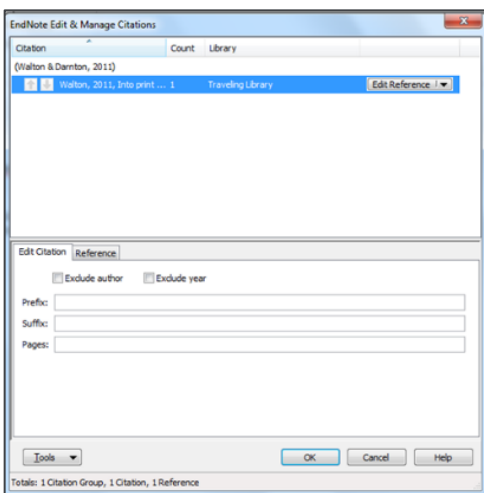 EndNote Edit & Manage Citations
Citation Count Library
(Walton & Darnton, 2011)
Walton, 2011, Into print ... 1 Traveling Library Edit Reference
Edit Citation Reference
Exclude author Exclude year
Prefix:
Suffix:
Pages:
Tools OK Cancel Help
Totals: 1 Citation Group, 1 Citation, 1 Reference